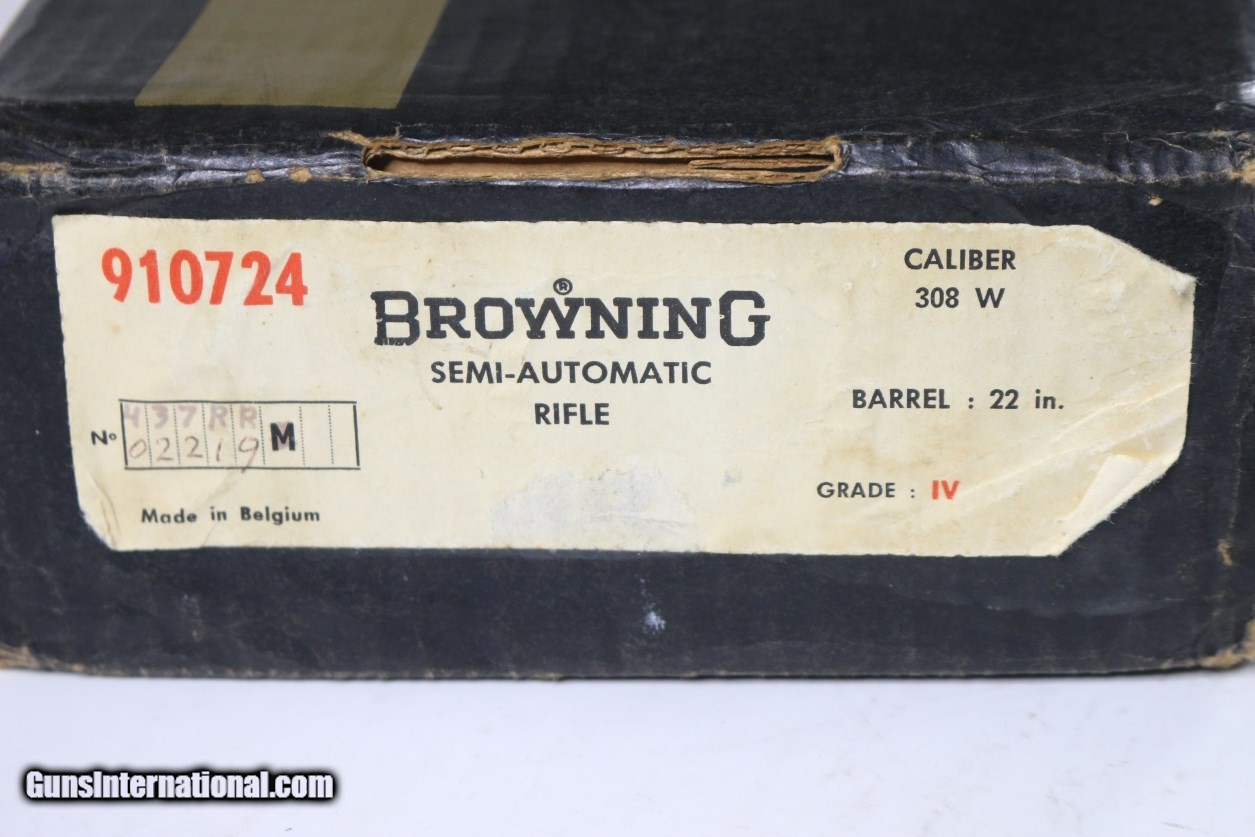 910724
BROWNING®
SEMI-AUTOMATIC
RIFLE
CALIBER
308 W
BARREL : 22 in.
GRADE : IV
437RR
Nº 02219 M
Made in Belgium
GunsInternational.com